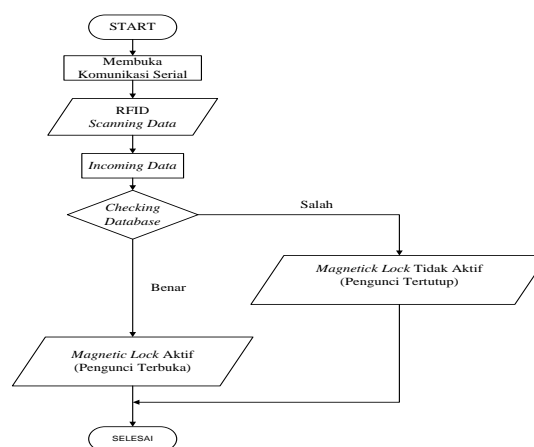 START
Membuka
Komunikasi Serial
RFID
Scanning Data
Incoming Data
Checking
Database
Salah
Magnetick Lock Tidak Aktif
(Pengunci Tertutup)
Benar
Magnetic Lock Aktif
(Pengunci Terbuka)
SELESAI